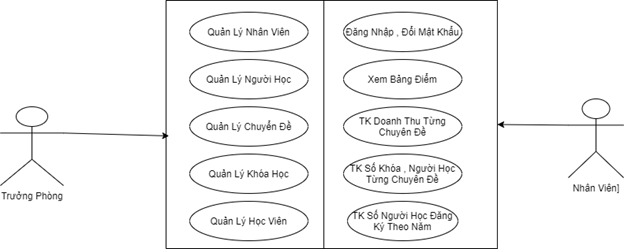 Quản Lý Nhân Viên
Đăng Nhập , Đổi Mật Khẩu
Quản Lý Người Học
Xem Bảng Điểm
Quản Lý Chuyển Đề
TK Doanh Thu Từng
Chuyên Đề
Quản Lý Khóa Học
TK Số Khóa , Người Học
Từng Chuyên Đề
Quản Lý Học Viên
TK Số Người Học Đăng
Ký Theo Năm
Trưởng Phòng
Nhân Viên]